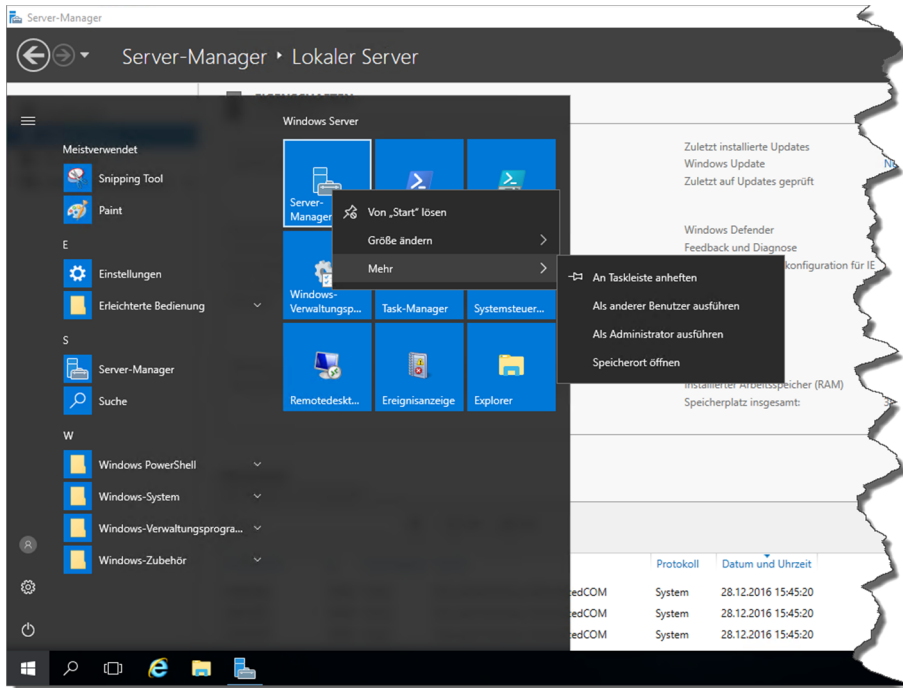 Server-Manager
Server-Manager ‣ Lokaler Server
Windows Server
Meistverwendet
Snipping Tool
Paint
E
Einstellungen
Erleichterte Bedienung
S
Server-Manager
Suche
W
Windows PowerShell
Windows-System
Windows-Verwaltungsprogra...
Windows-Zubehör
Server-
Manager
Windows-
Verwaltungsp...
Task-Manager
Systemsteuer...
Remotedeskt...
Ereignisanzeige
Explorer
Von „Start" lösen
Größe ändern
Mehr
An Taskleiste anheften
Als anderer Benutzer ausführen
Als Administrator ausführen
Speicherort öffnen
Zuletzt installierte Updates
Windows Update
Zuletzt auf Updates geprüft
Windows Defender
Feedback und Diagnose
konfiguration für IE
Installierter Arbeitsspeicher (RAM)
Speicherplatz insgesamt:
Protokoll Datum und Uhrzeit
tedCOM System 28.12.2016 15:45:20
tedCOM System 28.12.2016 15:45:20
tedCOM System 28.12.2016 15:45:20